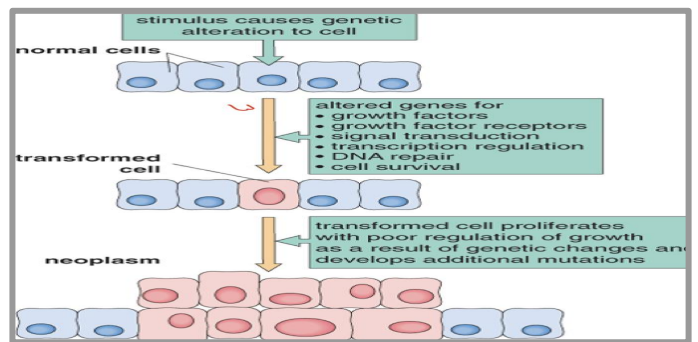 stimulus causes genetic
alteration to cell
normal cells
altered genes for
• growth factors
• growth factor receptors
• signal transduction
• transcription regulation
• DNA repair
• cell survival
transformed
cell
transformed cell proliferates
with poor regulation of growth
as a result of genetic changes and
develops additional mutations
neoplasm